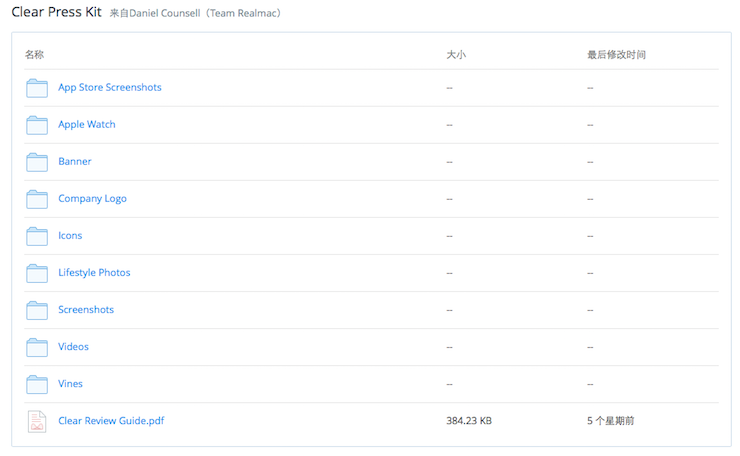 Clear Press Kit 来自Daniel Counsell（Team Realmac）
名称 大小 最后修改时间
App Store Screenshots -- --
Apple Watch -- --
Banner -- --
Company Logo -- --
Icons -- --
Lifestyle Photos -- --
Screenshots -- --
Videos -- --
Vines -- --
Clear Review Guide.pdf 384.23 KB 5 个星期前